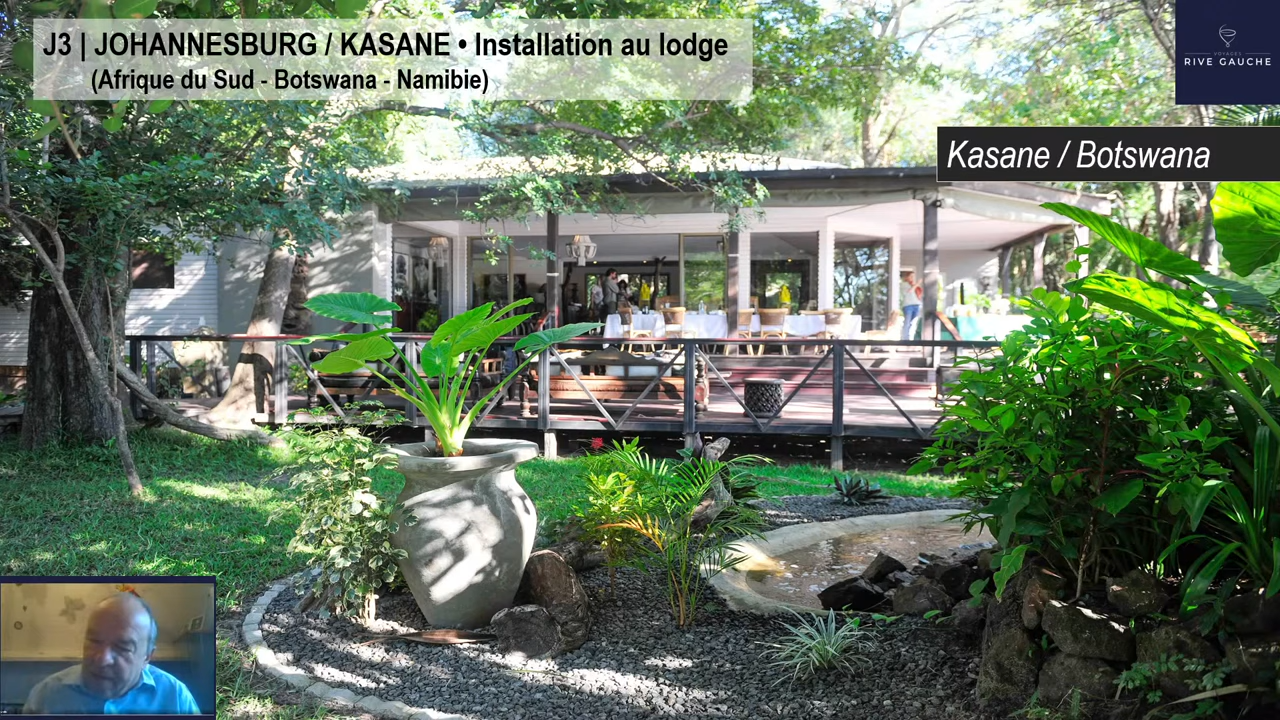 J3 | JOHANNESBURG / KASANE • Installation au lodge
(Afrique du Sud - Botswana - Namibie)
VOYAGES
RIVE GAUCHE
Kasane / Botswana